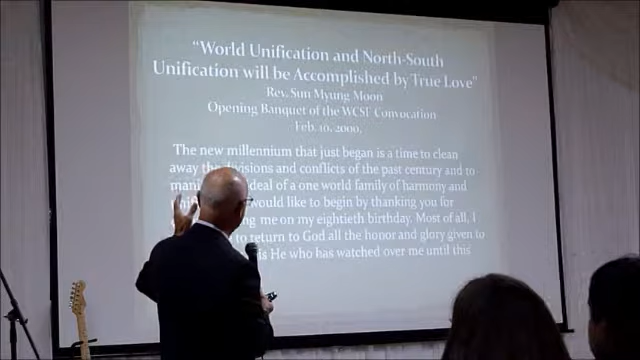 “World Unification and North-South
Unification will be Accomplished by True Love”
Rev. Sun Myung Moon
Opening Banquet of the WCSF Convocation
Feb. 10, 2000,
The new millennium that just began is a time to clean
away the divisions and conflicts of the past century and to
deal of a one world family of harmony and
would like to begin by thanking you for
me on my eightieth birthday. Most of all, I
to return to God all the honor and glory given to
is He who has watched over me until this